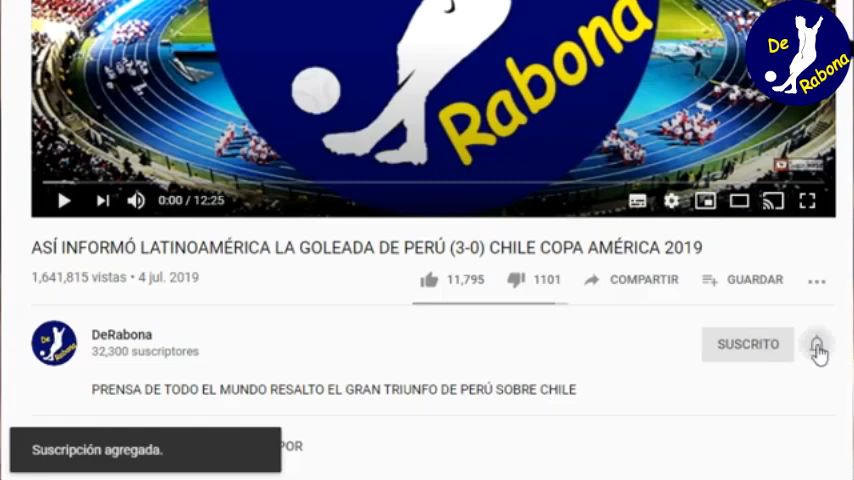 De
Rabona
Rabona
0:00 / 12:25
ASÍ INFORMÓ LATINOAMÉRICA LA GOLEADA DE PERÚ (3-0) CHILE COPA AMÉRICA 2019
1,641,815 vistas • 4 jul. 2019
11,795
1101
COMPARTIR
GUARDAR
De
Rabona
DeRabona
32,300 suscriptores
SUSCRITO
PRENSA DE TODO EL MUNDO RESALTO EL GRAN TRIUNFO DE PERÚ SOBRE CHILE
Suscripción agregada.
POR